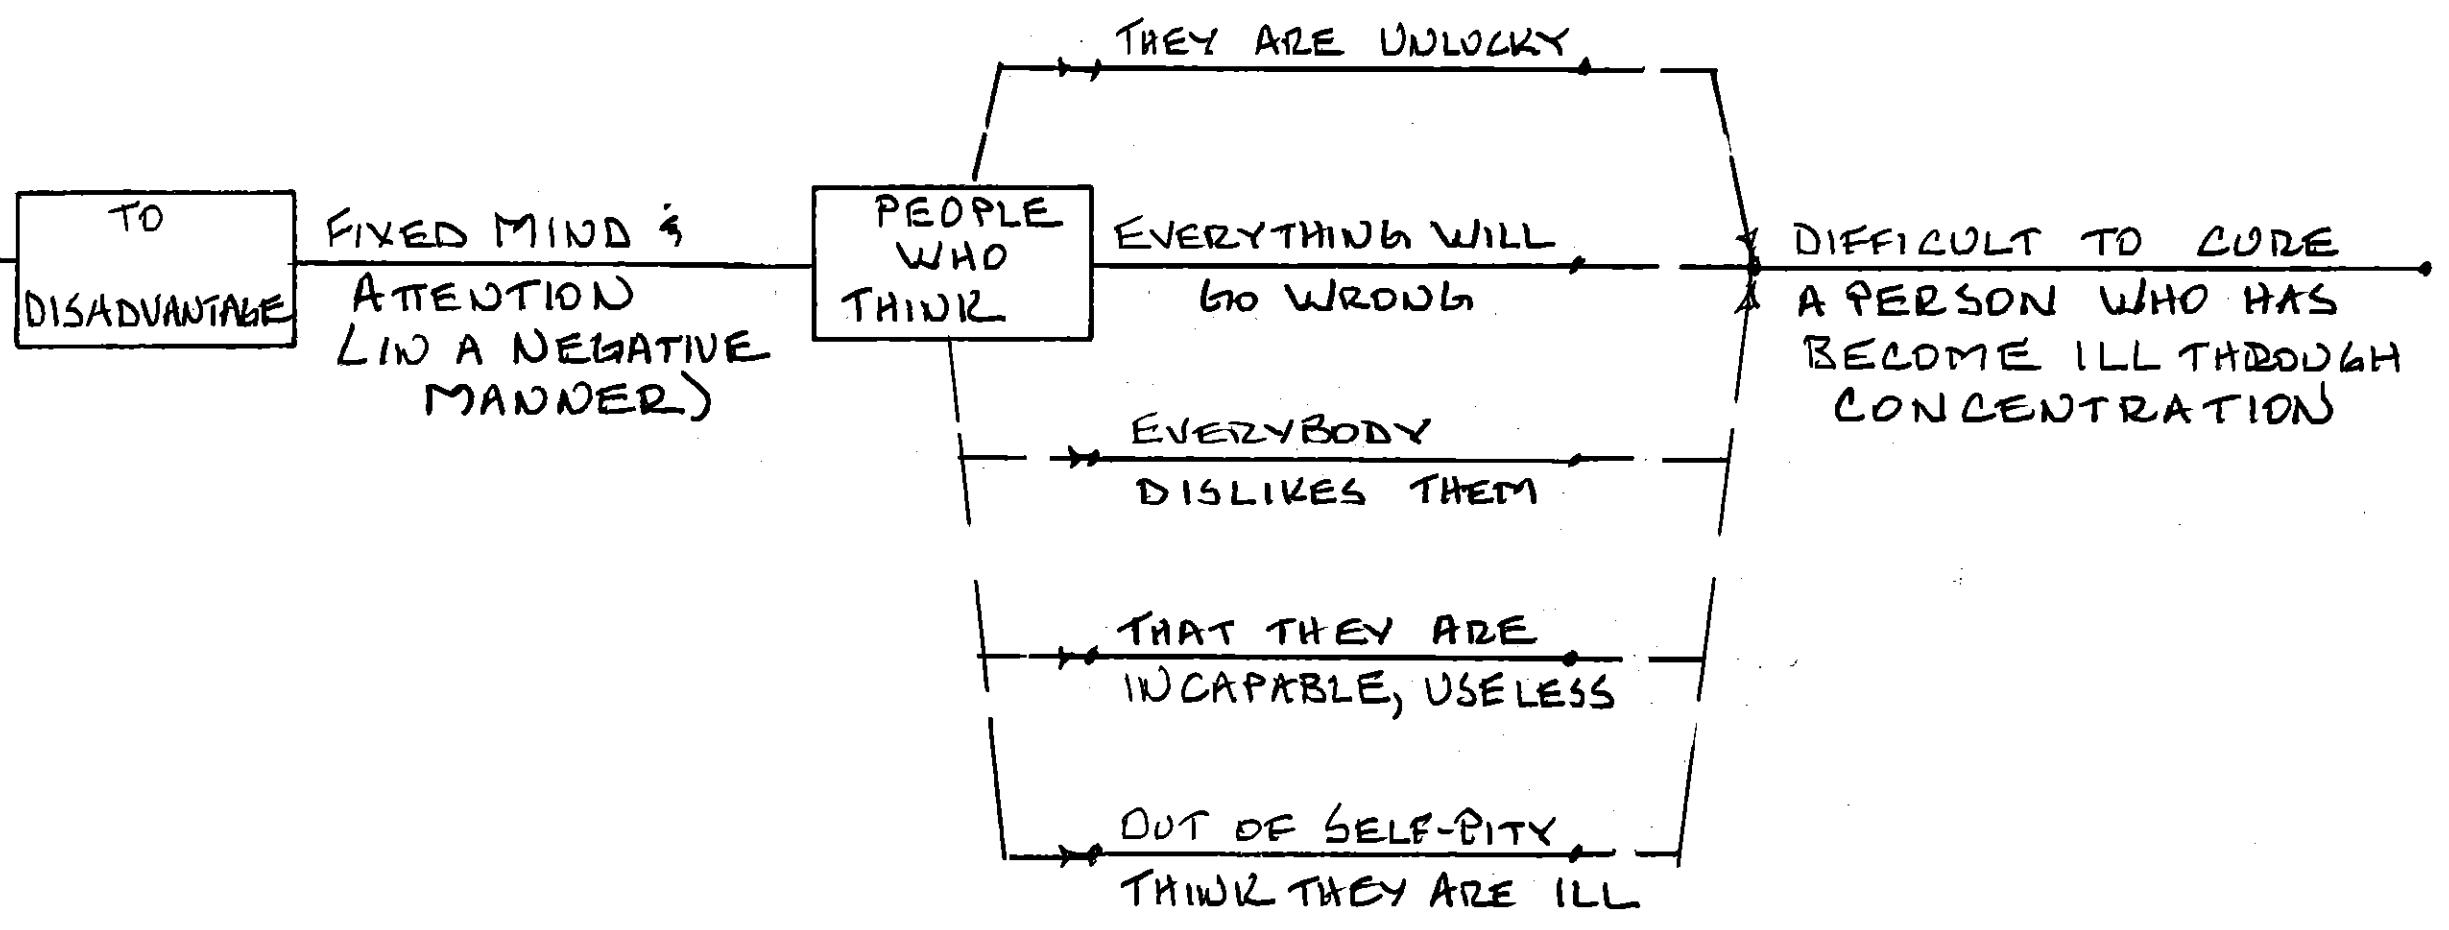 THEY ARE UNLUCKY
TO
DISADVANTAGE
FIXED MIND &
ATTENTION
(IN A NEGATIVE
MANNER)
PEOPLE
WHO
THINK
EVERYTHING WILL
GO WRONG
DIFFICULT TO CURE
A PERSON WHO HAS
BECOME ILL THROUGH
CONCENTRATION
EVERYBODY
DISLIKES THEM
THAT THEY ARE
INCAPABLE, USELESS
OUT OF SELF-PITY
THINK THEY ARE ILL